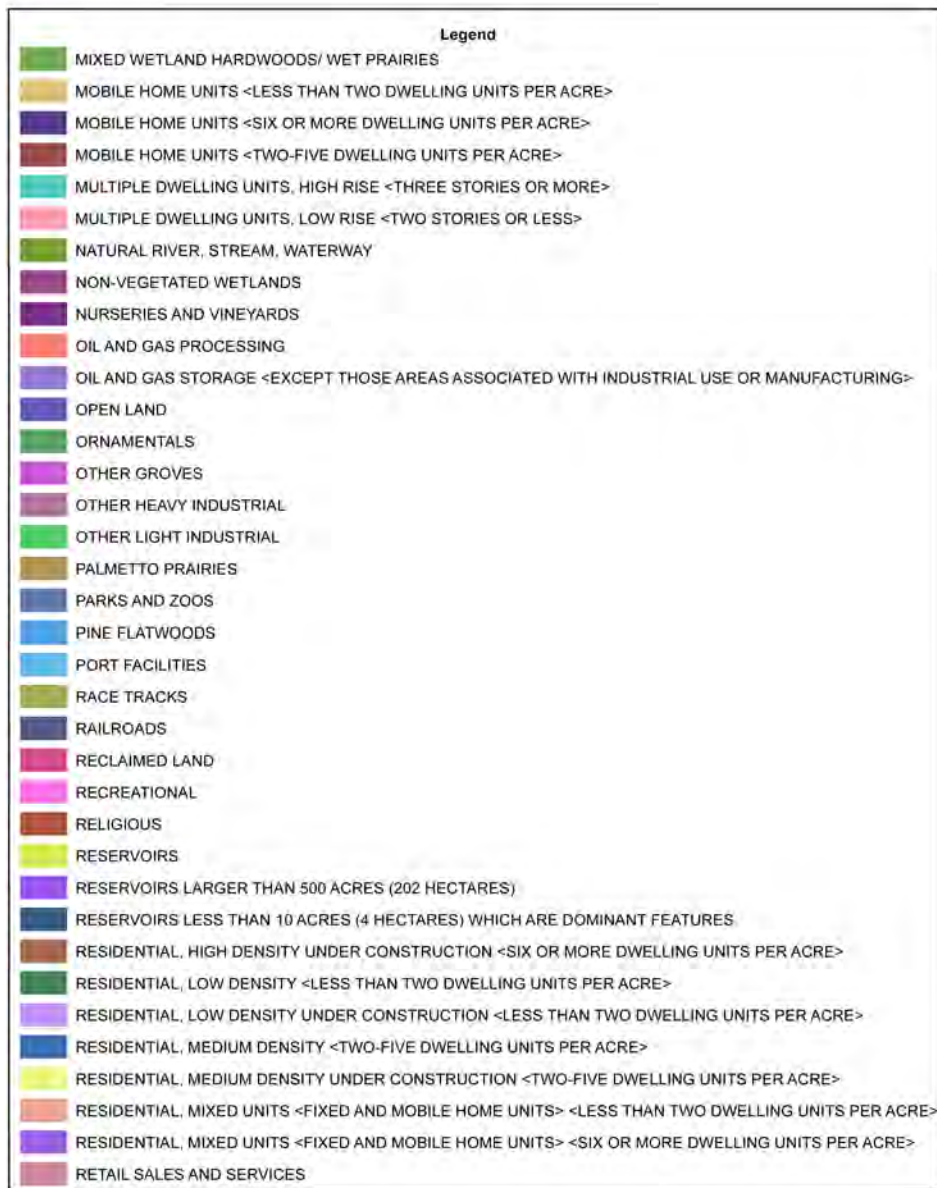 Legend
MIXED WETLAND HARDWOODS/ WET PRAIRIES
MOBILE HOME UNITS <LESS THAN TWO DWELLING UNITS PER ACRE>
MOBILE HOME UNITS <SIX OR MORE DWELLING UNITS PER ACRE>
MOBILE HOME UNITS <TWO-FIVE DWELLING UNITS PER ACRE>
MULTIPLE DWELLING UNITS, HIGH RISE <THREE STORIES OR MORE>
MULTIPLE DWELLING UNITS, LOW RISE <TWO STORIES OR LESS>
NATURAL RIVER, STREAM, WATERWAY
NON-VEGETATED WETLANDS
NURSERIES AND VINEYARDS
OIL AND GAS PROCESSING
OIL AND GAS STORAGE <EXCEPT THOSE AREAS ASSOCIATED WITH INDUSTRIAL USE OR MANUFACTURING>
OPEN LAND
ORNAMENTALS
OTHER GROVES
OTHER HEAVY INDUSTRIAL
OTHER LIGHT INDUSTRIAL
PALMETTO PRAIRIES
PARKS AND ZOOS
PINE FLATWOODS
PORT FACILITIES
RACE TRACKS
RAILROADS
RECLAIMED LAND
RECREATIONAL
RELIGIOUS
RESERVOIRS
RESERVOIRS LARGER THAN 500 ACRES (202 HECTARES)
RESERVOIRS LESS THAN 10 ACRES (4 HECTARES) WHICH ARE DOMINANT FEATURES
RESIDENTIAL, HIGH DENSITY UNDER CONSTRUCTION <SIX OR MORE DWELLING UNITS PER ACRE>
RESIDENTIAL, LOW DENSITY <LESS THAN TWO DWELLING UNITS PER ACRE>
RESIDENTIAL, LOW DENSITY UNDER CONSTRUCTION <LESS THAN TWO DWELLING UNITS PER ACRE>
RESIDENTIAL, MEDIUM DENSITY <TWO-FIVE DWELLING UNITS PER ACRE>
RESIDENTIAL, MEDIUM DENSITY UNDER CONSTRUCTION <TWO-FIVE DWELLING UNITS PER ACRE>
RESIDENTIAL, MIXED UNITS <FIXED AND MOBILE HOME UNITS> <LESS THAN TWO DWELLING UNITS PER ACRE>
RESIDENTIAL, MIXED UNITS <FIXED AND MOBILE HOME UNITS> <SIX OR MORE DWELLING UNITS PER ACRE>
RETAIL SALES AND SERVICES